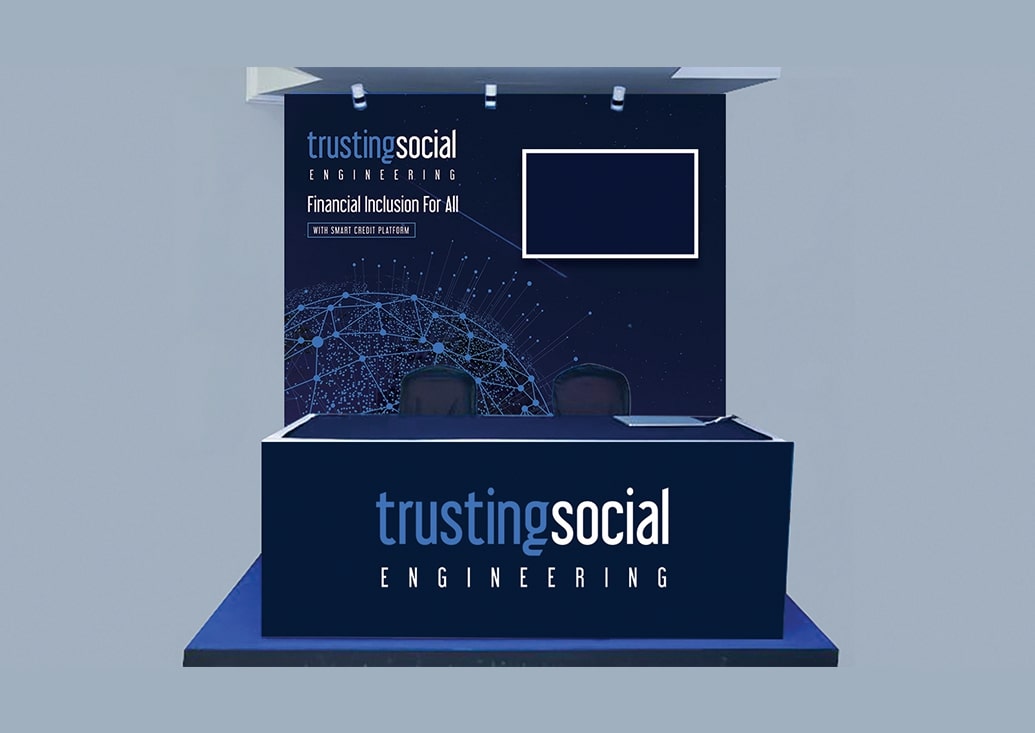 trustingsocial
ENGINEERING
Financial Inclusion For All
WITH SMART CREDIT PLATFORM
trustingsocial
ENGINEERING